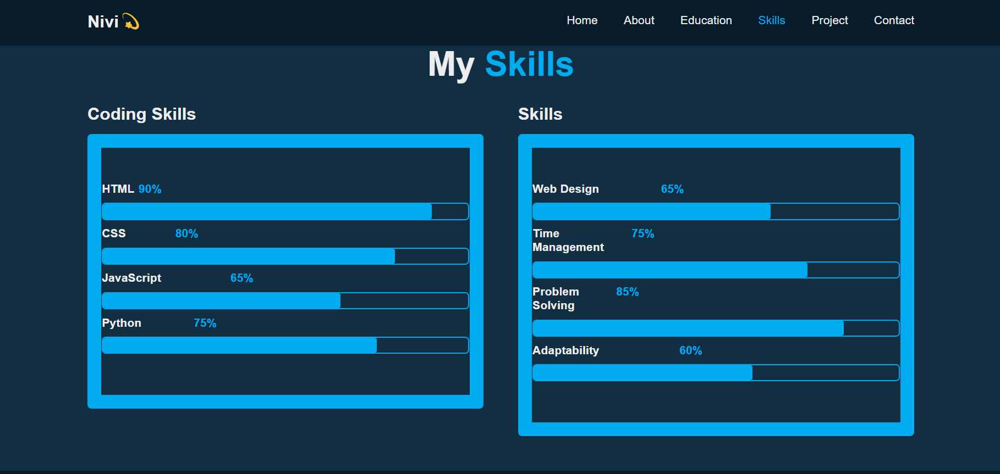 Nivi 💫
Home About Education Skills Project Contact
My Skills
Coding Skills
HTML 90%
CSS 80%
JavaScript 65%
Python 75%
Skills
Web Design 65%
Time 75%
Management
Problem 85%
Solving
Adaptability 60%